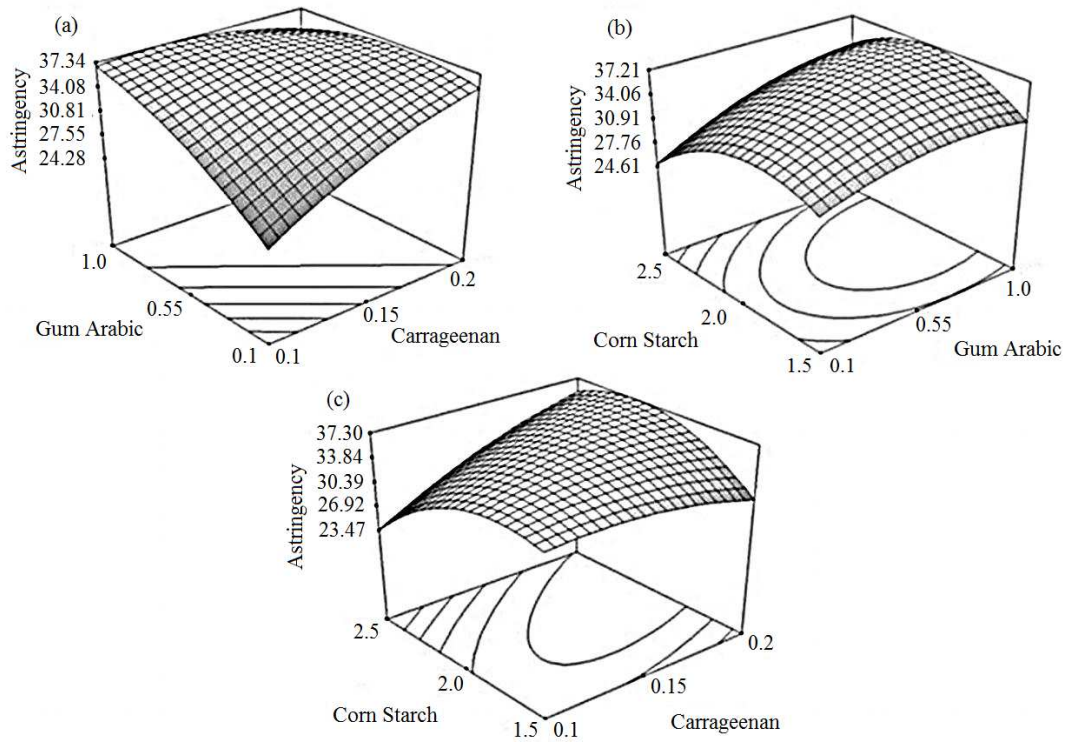 (a)
37.34
34.08
30.81
27.55
24.28
Astringency
1.0
0.55
0.1
Gum Arabic
0.1
0.15
0.2
Carrageenan
(b)
37.21
34.06
30.91
27.76
24.61
Astringency
2.5
2.0
1.5
Corn Starch
0.1
0.55
1.0
Gum Arabic
(c)
37.30
33.84
30.39
26.92
23.47
Astringency
2.5
2.0
1.5
Corn Starch
0.1
0.15
0.2
Carrageenan